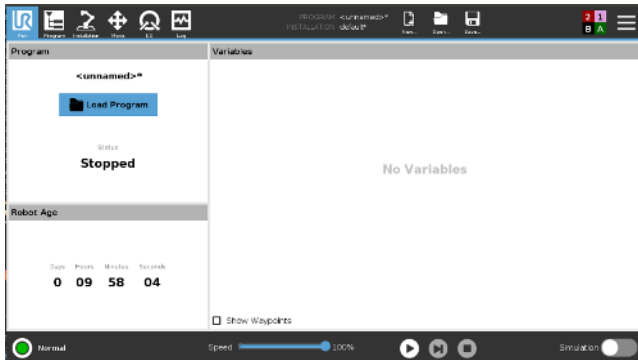 UR
Run Program Installation Move I/O Log
PROGRAM <unnamed>*
INSTALLATION default*
New... Open... Save...
2 1
B A
Program
Variables
<unnamed>*
Load Program
Status
Stopped
No Variables
Robot Age
Days Hours Minutes Seconds
0 09 58 04
Show Waypoints
Normal
Speed 100%
Simulation